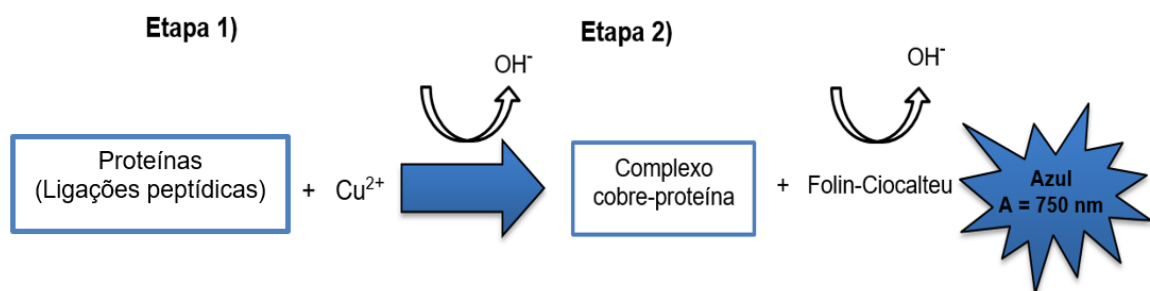 Etapa 1)
Etapa 2)
OH⁻
OH⁻
Proteínas
(Ligações peptídicas)
+ Cu²⁺
Complexo
cobre-proteína
+ Folin-Ciocalteu
Azul
A = 750 nm